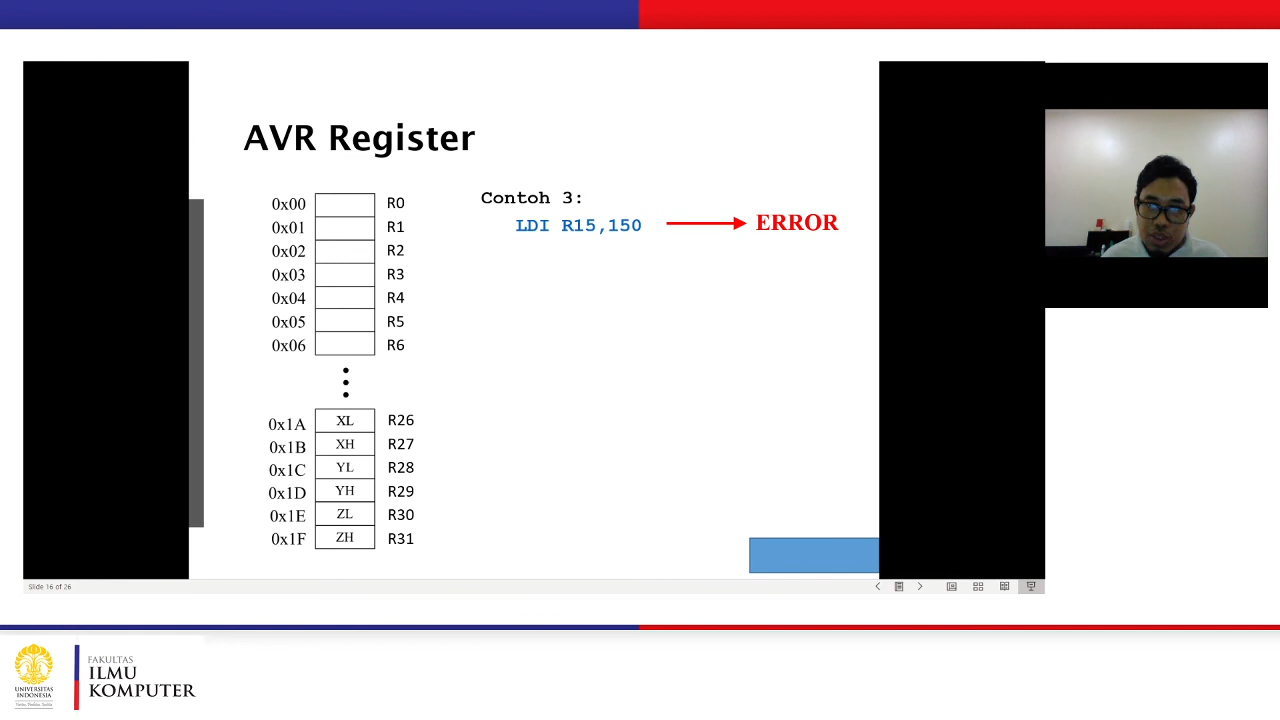 AVR Register
Contoh 3:
LDI R15,150
ERROR
0x00 R0
0x01 R1
0x02 R2
0x03 R3
0x04 R4
0x05 R5
0x06 R6
0x1A XL R26
0x1B XH R27
0x1C YL R28
0x1D YH R29
0x1E ZL R30
0x1F ZH R31
Slide 16 of 26
UNIVERSITAS
INDONESIA
FAKULTAS
ILMU
KOMPUTER